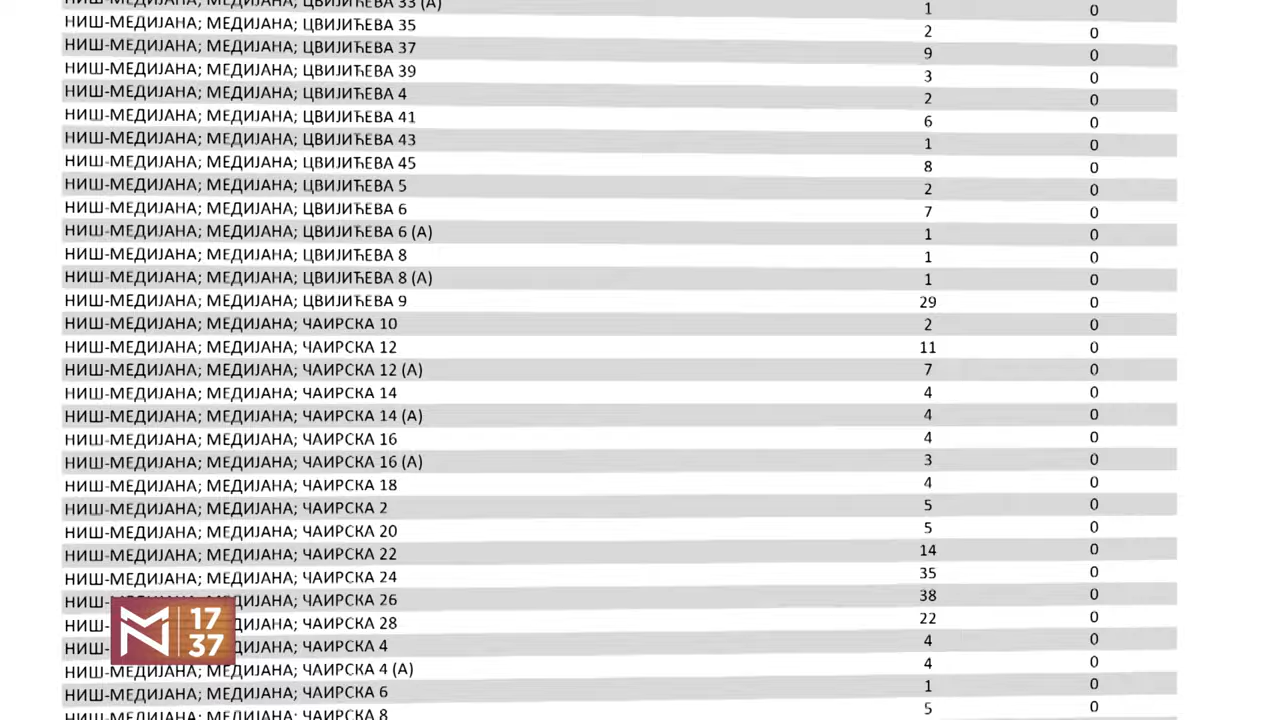 НИШ-МЕДИЈАНА; МЕДИЈАНА; ЦВИЈИЋЕВА 33 (А) 1 0
НИШ-МЕДИЈАНА; МЕДИЈАНА; ЦВИЈИЋЕВА 35 2 0
НИШ-МЕДИЈАНА; МЕДИЈАНА; ЦВИЈИЋЕВА 37 9 0
НИШ-МЕДИЈАНА; МЕДИЈАНА; ЦВИЈИЋЕВА 39 3 0
НИШ-МЕДИЈАНА; МЕДИЈАНА; ЦВИЈИЋЕВА 4 2 0
НИШ-МЕДИЈАНА; МЕДИЈАНА; ЦВИЈИЋЕВА 41 6 0
НИШ-МЕДИЈАНА; МЕДИЈАНА; ЦВИЈИЋЕВА 43 1 0
НИШ-МЕДИЈАНА; МЕДИЈАНА; ЦВИЈИЋЕВА 45 8 0
НИШ-МЕДИЈАНА; МЕДИЈАНА; ЦВИЈИЋЕВА 5 2 0
НИШ-МЕДИЈАНА; МЕДИЈАНА; ЦВИЈИЋЕВА 6 7 0
НИШ-МЕДИЈАНА; МЕДИЈАНА; ЦВИЈИЋЕВА 6 (А) 1 0
НИШ-МЕДИЈАНА; МЕДИЈАНА; ЦВИЈИЋЕВА 8 1 0
НИШ-МЕДИЈАНА; МЕДИЈАНА; ЦВИЈИЋЕВА 8 (А) 1 0
НИШ-МЕДИЈАНА; МЕДИЈАНА; ЦВИЈИЋЕВА 9 29 0
НИШ-МЕДИЈАНА; МЕДИЈАНА; ЧАИРСКА 10 2 0
НИШ-МЕДИЈАНА; МЕДИЈАНА; ЧАИРСКА 12 11 0
НИШ-МЕДИЈАНА; МЕДИЈАНА; ЧАИРСКА 12 (А) 7 0
НИШ-МЕДИЈАНА; МЕДИЈАНА; ЧАИРСКА 14 4 0
НИШ-МЕДИЈАНА; МЕДИЈАНА; ЧАИРСКА 14 (А) 4 0
НИШ-МЕДИЈАНА; МЕДИЈАНА; ЧАИРСКА 16 4 0
НИШ-МЕДИЈАНА; МЕДИЈАНА; ЧАИРСКА 16 (А) 3 0
НИШ-МЕДИЈАНА; МЕДИЈАНА; ЧАИРСКА 18 4 0
НИШ-МЕДИЈАНА; МЕДИЈАНА; ЧАИРСКА 2 5 0
НИШ-МЕДИЈАНА; МЕДИЈАНА; ЧАИРСКА 20 5 0
НИШ-МЕДИЈАНА; МЕДИЈАНА; ЧАИРСКА 22 14 0
НИШ-МЕДИЈАНА; МЕДИЈАНА; ЧАИРСКА 24 35 0
НИШ- ДИЈАНА; ЧАИРСКА 26 38 0
НИШ- ДИЈАНА; ЧАИРСКА 28 22 0
НИШ- ДИЈАНА; ЧАИРСКА 4 4 0
НИШ-МЕДИЈАНА; МЕДИЈАНА; ЧАИРСКА 4 (А) 4 0
НИШ-МЕДИЈАНА; МЕДИЈАНА; ЧАИРСКА 6 1 0
НИШ-МЕДИЈАНА; МЕДИЈАНА; ЧАИРСКА 8 5 0
17
37